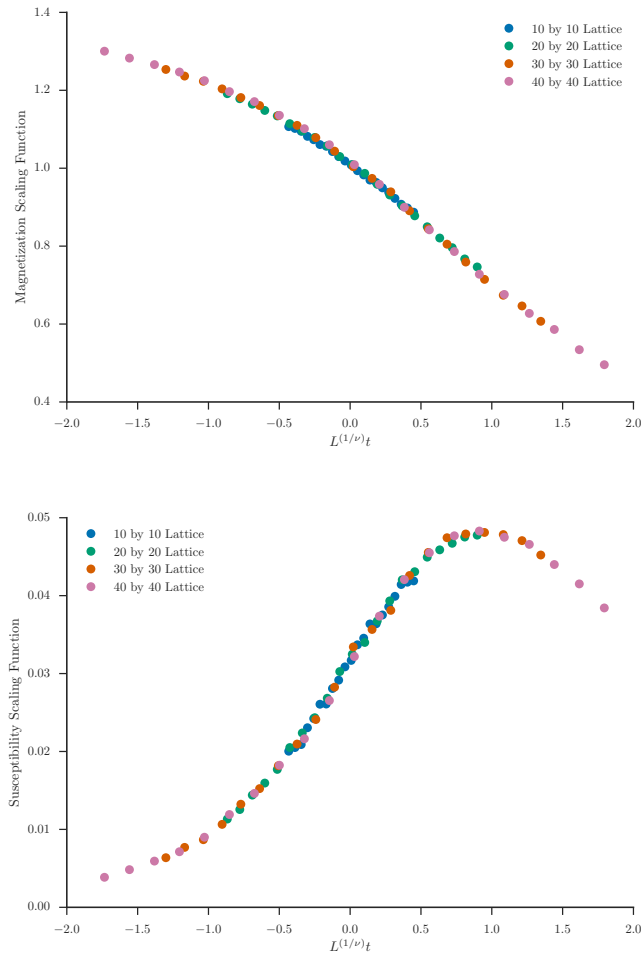 1.4
1.2
1.0
0.8
0.6
0.4
Magnetization Scaling Function
10 by 10 Lattice
20 by 20 Lattice
30 by 30 Lattice
40 by 40 Lattice
−2.0 −1.5 −1.0 −0.5 0.0 0.5 1.0 1.5 2.0
L^(1/ν) t
0.05
0.04
0.03
0.02
0.01
0.00
Susceptibility Scaling Function
10 by 10 Lattice
20 by 20 Lattice
30 by 30 Lattice
40 by 40 Lattice
−2.0 −1.5 −1.0 −0.5 0.0 0.5 1.0 1.5 2.0
L^(1/ν) t